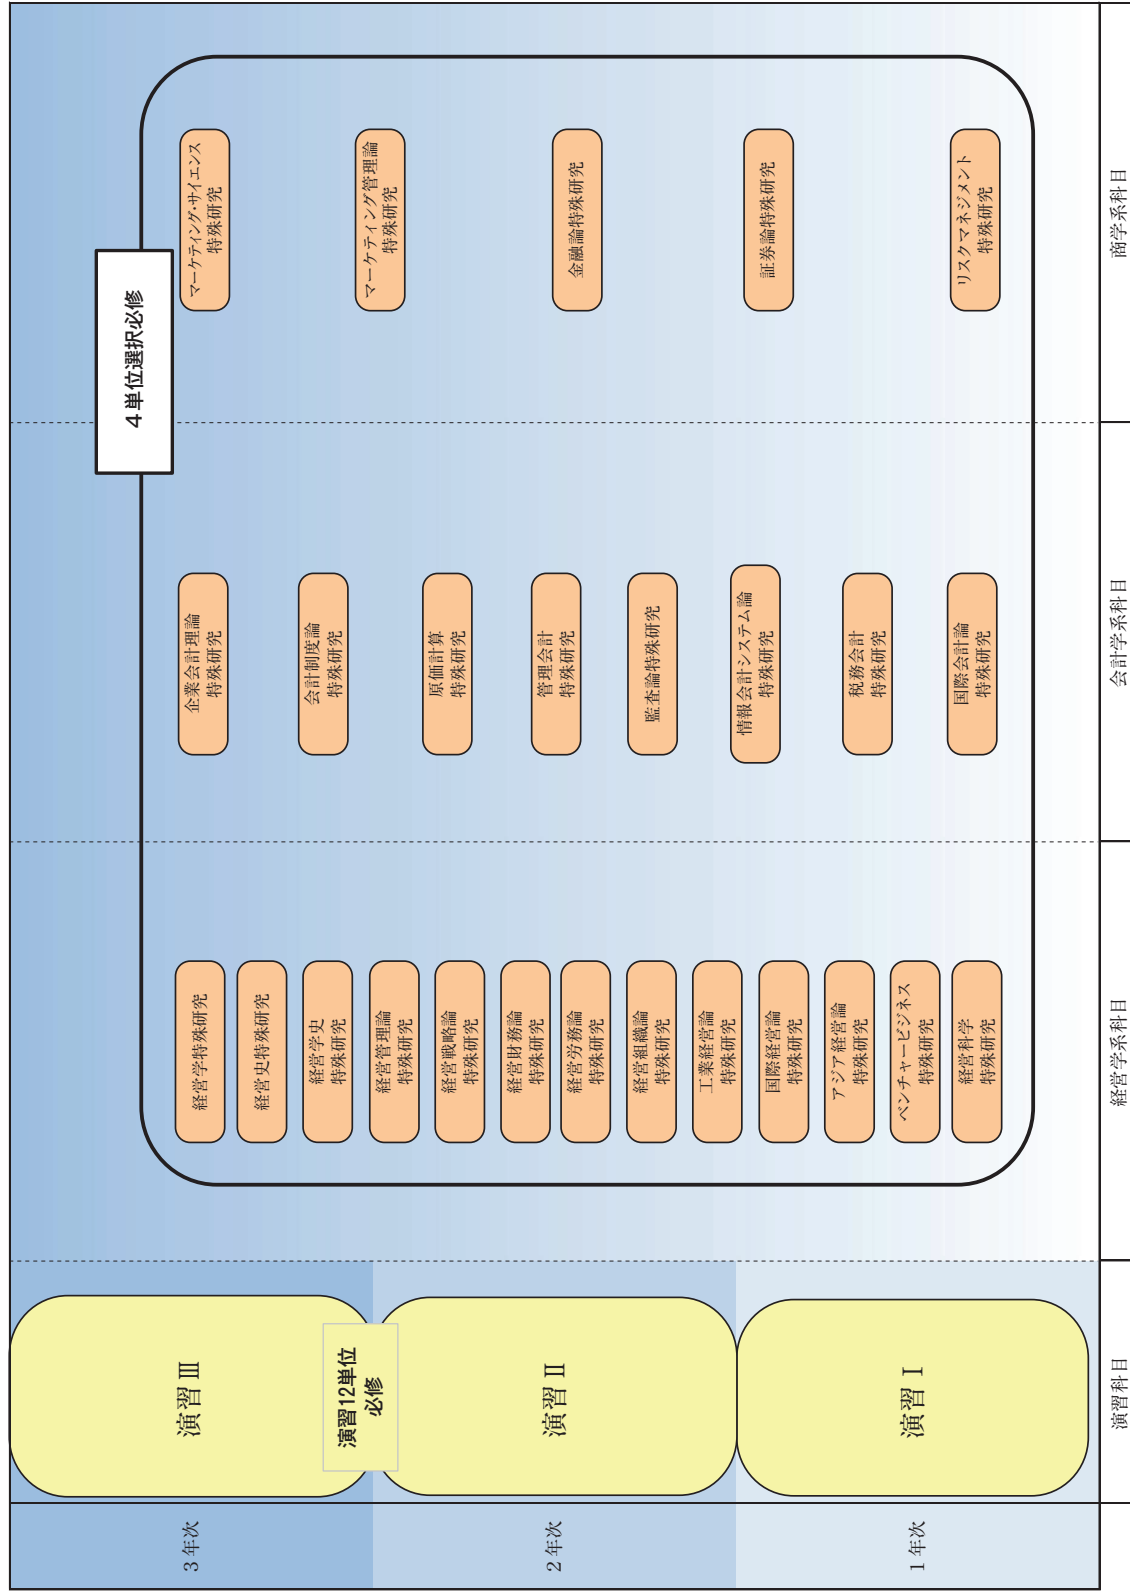 3年次
2年次
1年次
演習Ⅲ
演習12単位
必修
演習Ⅱ
演習Ⅰ
演習科目
経営学特殊研究
経営史特殊研究
経営学史
特殊研究
経営管理論
特殊研究
経営戦略論
特殊研究
経営財務論
特殊研究
経営労務論
特殊研究
経営組織論
特殊研究
工業経営論
特殊研究
国際経営論
特殊研究
アジア経営論
特殊研究
ベンチャービジネス
特殊研究
経営科学
特殊研究
経営学系科目
企業会計理論
特殊研究
会計制度論
特殊研究
原価計算
特殊研究
管理会計
特殊研究
監査論特殊研究
情報会計システム論
特殊研究
税務会計
特殊研究
国際会計論
特殊研究
会計学系科目
4単位選択必修
マーケティング・サイエンス
特殊研究
マーケティング管理論
特殊研究
金融論特殊研究
証券論特殊研究
リスクマネジメント
特殊研究
商学系科目